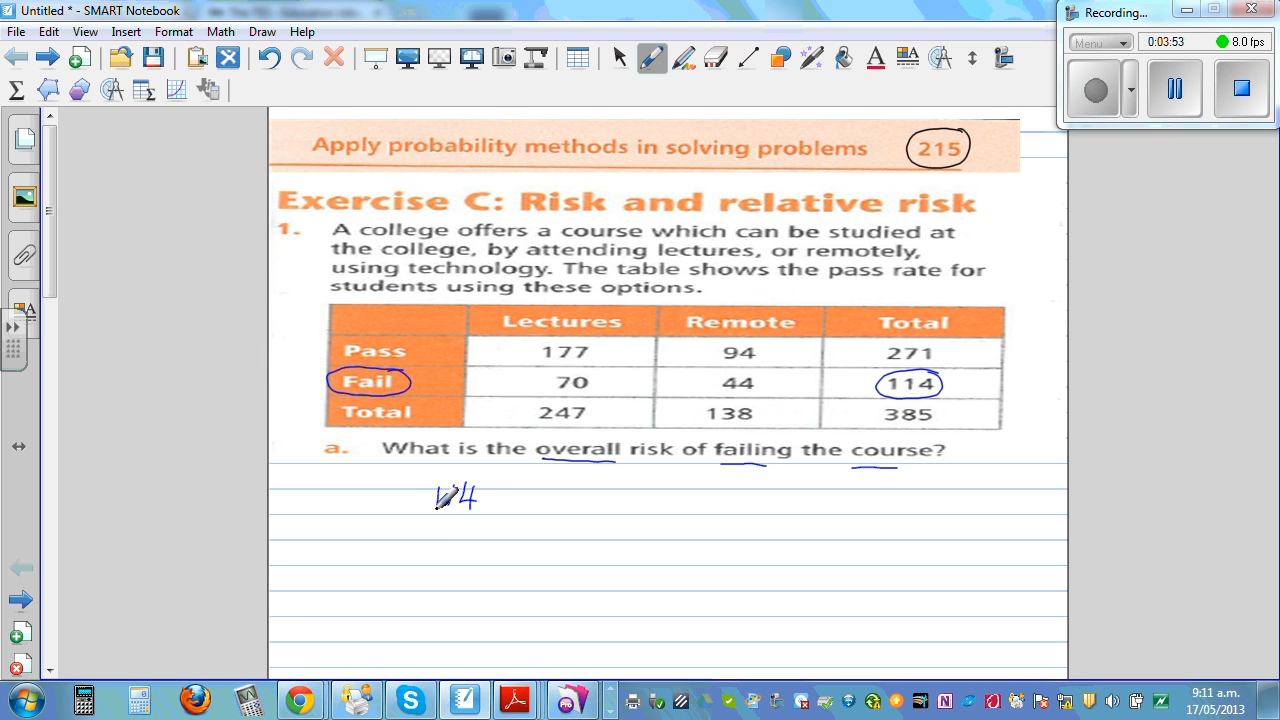 Untitled * - SMART Notebook
File Edit View Insert Format Math Draw Help
Recording...
Menu
0:03:53
8.0 fps
Apply probability methods in solving problems 215
Exercise C: Risk and relative risk
1. A college offers a course which can be studied at
the college, by attending lectures, or remotely,
using technology. The table shows the pass rate for
students using these options.
Lectures Remote Total
Pass 177 94 271
Fail 70 44 114
Total 247 138 385
a. What is the overall risk of failing the course?
114
9:11 a.m.
17/05/2013